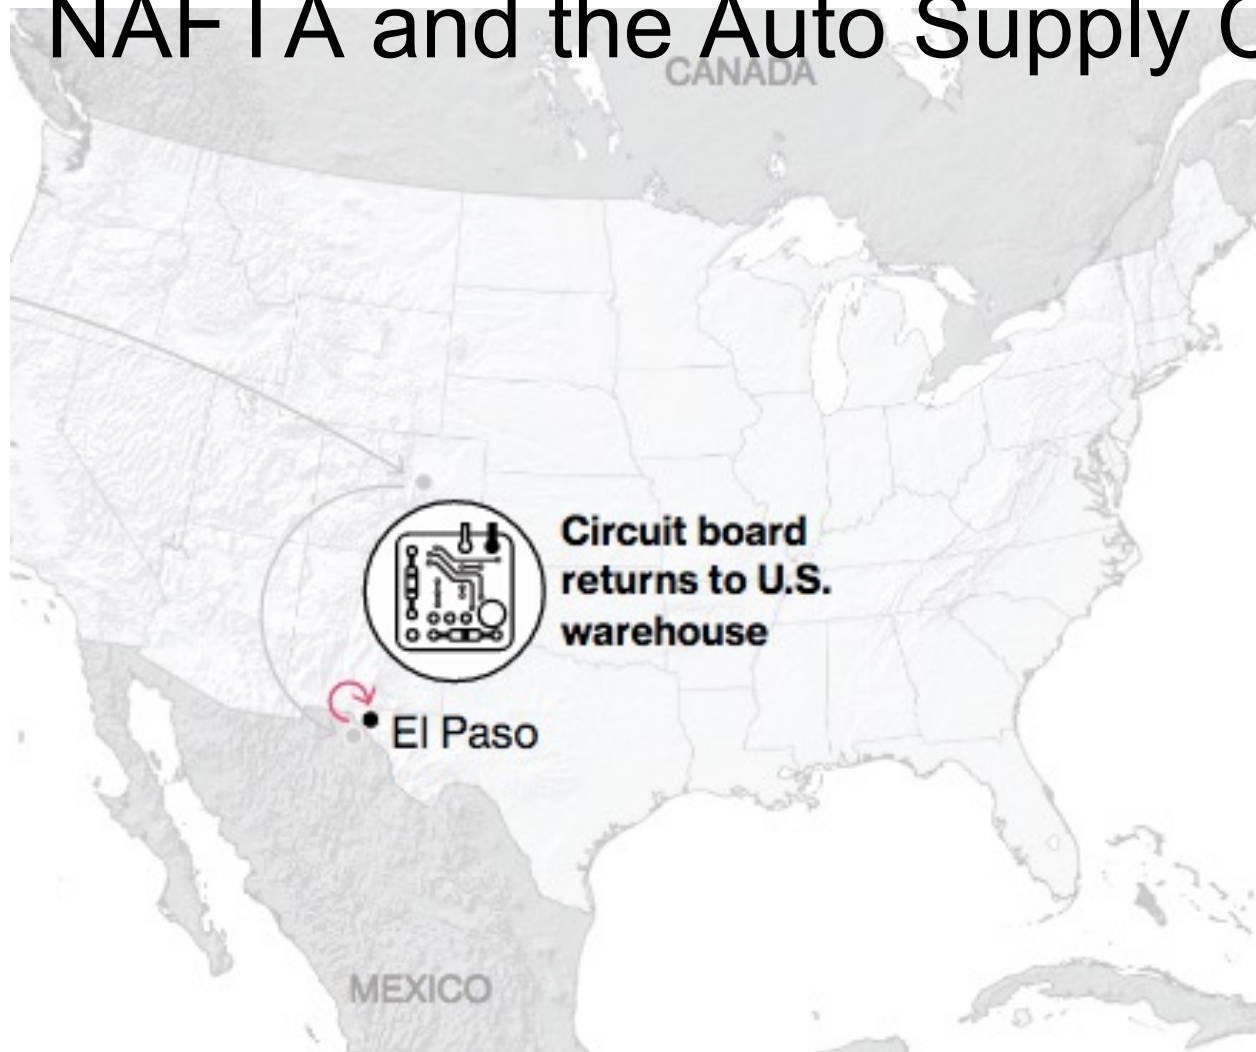 NAFTA and the Auto Supply C
CANADA
Circuit board
returns to U.S.
warehouse
El Paso
MEXICO